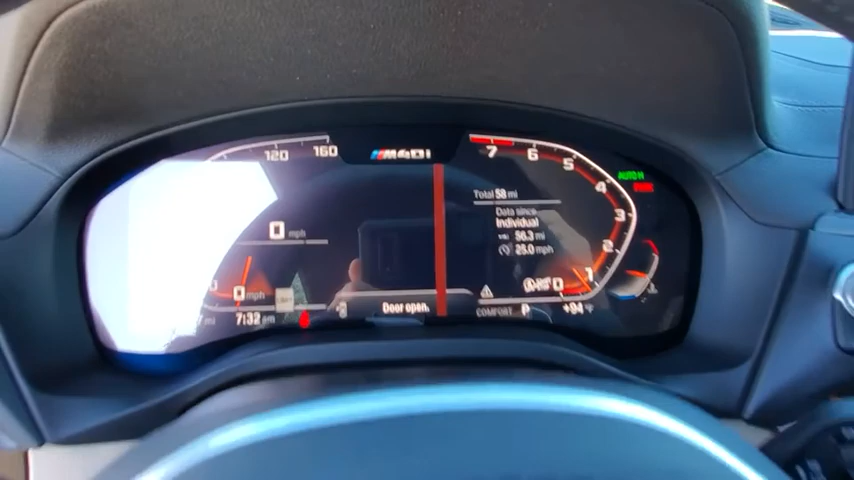 120
160
M40i
7
6
5
4
3
2
1
0
AUTO H
Total 58 mi
Data since
Individual
56.3 mi
25.0 mph
0 mph
0 mph
7:32 am
Door open.
COMFORT P
+94 °F